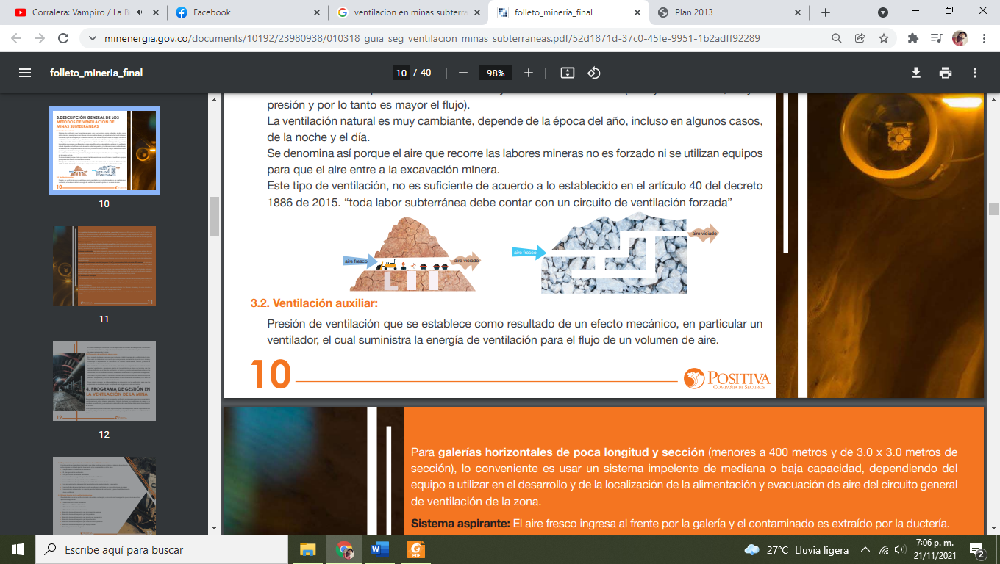 Corralera: Vampiro / La B
Facebook
ventilacion en minas subterra
folleto_mineria_final
Plan 2013
minenergia.gov.co/documents/10192/23980938/010318_guia_seg_ventilacion_minas_subterraneas.pdf/52d1871d-37c0-45fe-9951-1b2adff92289
folleto_mineria_final
10 / 40
98%
3.DESCRIPCIÓN GENERAL DE LOS
MÉTODOS DE VENTILACIÓN DE
MINAS SUBTERRÁNEAS
10
10
11
11
4. PROGRAMA DE GESTIÓN EN
LA VENTILACIÓN DE LA MINA
12
12
presión y por lo tanto es mayor el flujo).
La ventilación natural es muy cambiante, depende de la época del año, incluso en algunos casos,
de la noche y el día.
Se denomina así porque el aire que recorre las labores mineras no es forzado ni se utilizan equipos
para que el aire entre a la excavación minera.
Este tipo de ventilación, no es suficiente de acuerdo a lo establecido en el artículo 40 del decreto
1886 de 2015. “toda labor subterránea debe contar con un circuito de ventilación forzada”
aire fresco
aire viciado
aire fresco
aire viciado
3.2. Ventilación auxiliar:
Presión de ventilación que se establece como resultado de un efecto mecánico, en particular un
ventilador, el cual suministra la energía de ventilación para el flujo de un volumen de aire.
10
POSITIVA
COMPAÑÍA DE SEGUROS
Para galerías horizontales de poca longitud y sección (menores a 400 metros y de 3.0 x 3.0 metros de
sección), lo conveniente es usar un sistema impelente de mediana o baja capacidad, dependiendo del
equipo a utilizar en el desarrollo y de la localización de la alimentación y evacuación de aire del circuito general
de ventilación de la zona.
Sistema aspirante: El aire fresco ingresa al frente por la galería y el contaminado es extraído por la ductería.
Escribe aquí para buscar
PDF
27°C Lluvia ligera
7:06 p. m.
21/11/2021
2